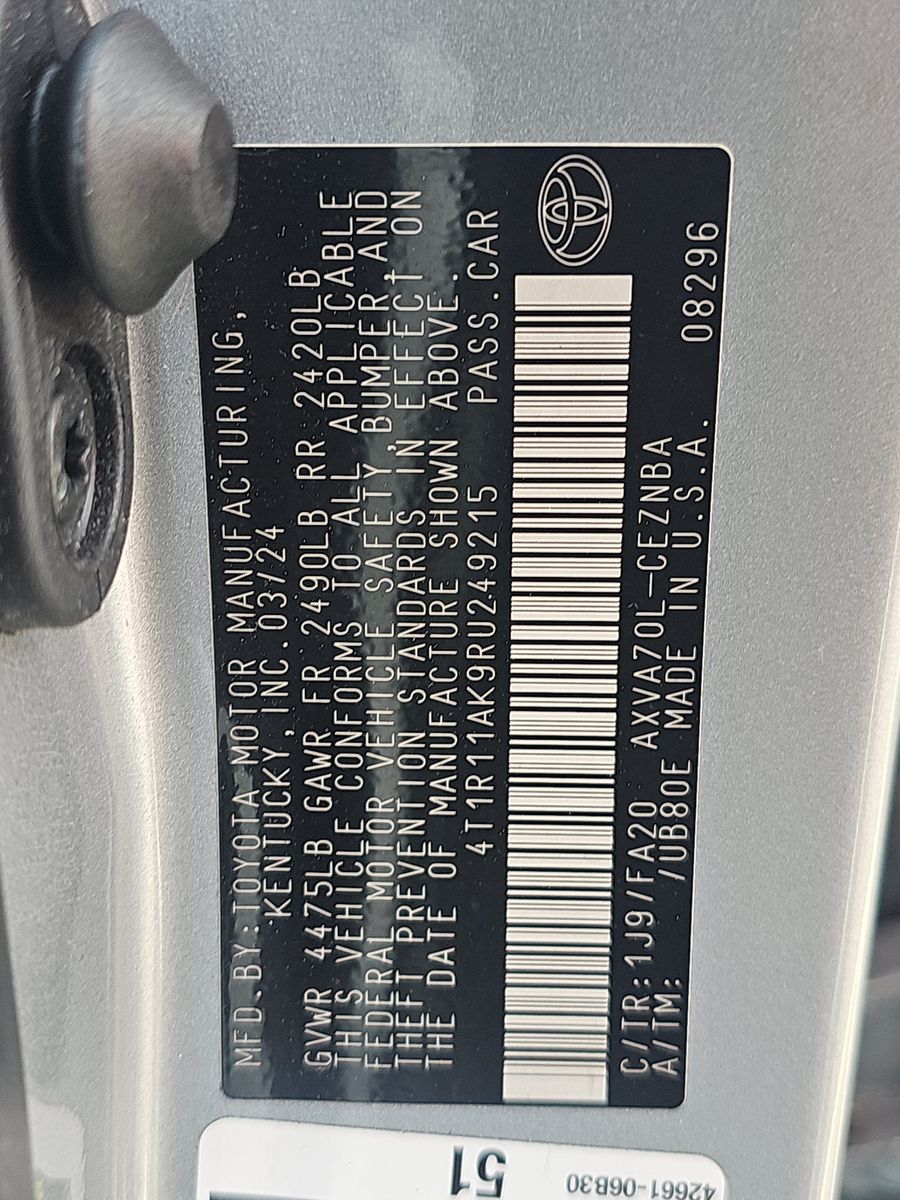 MFD.BY:TOYOTA MOTOR MANUFACTURING,
KENTUCKY,INC.03/24
GVWR 4475LB GAWR FR 2490LB RR 2420LB
THIS VEHICLE CONFORMS TO ALL APPLICABLE
FEDERAL MOTOR VEHICLE SAFETY,BUMPER,AND
THEFT PREVENTION STANDARDS IN EFFECT ON
THE DATE OF MANUFACTURE SHOWN ABOVE.
4T1R11AK9RU249215 PASS.CAR
C/TR:1J9/FA20 AXVA70L-CEZNBA 08296
A/TM: /UB80E MADE IN U.S.A.
51
42661-06B30